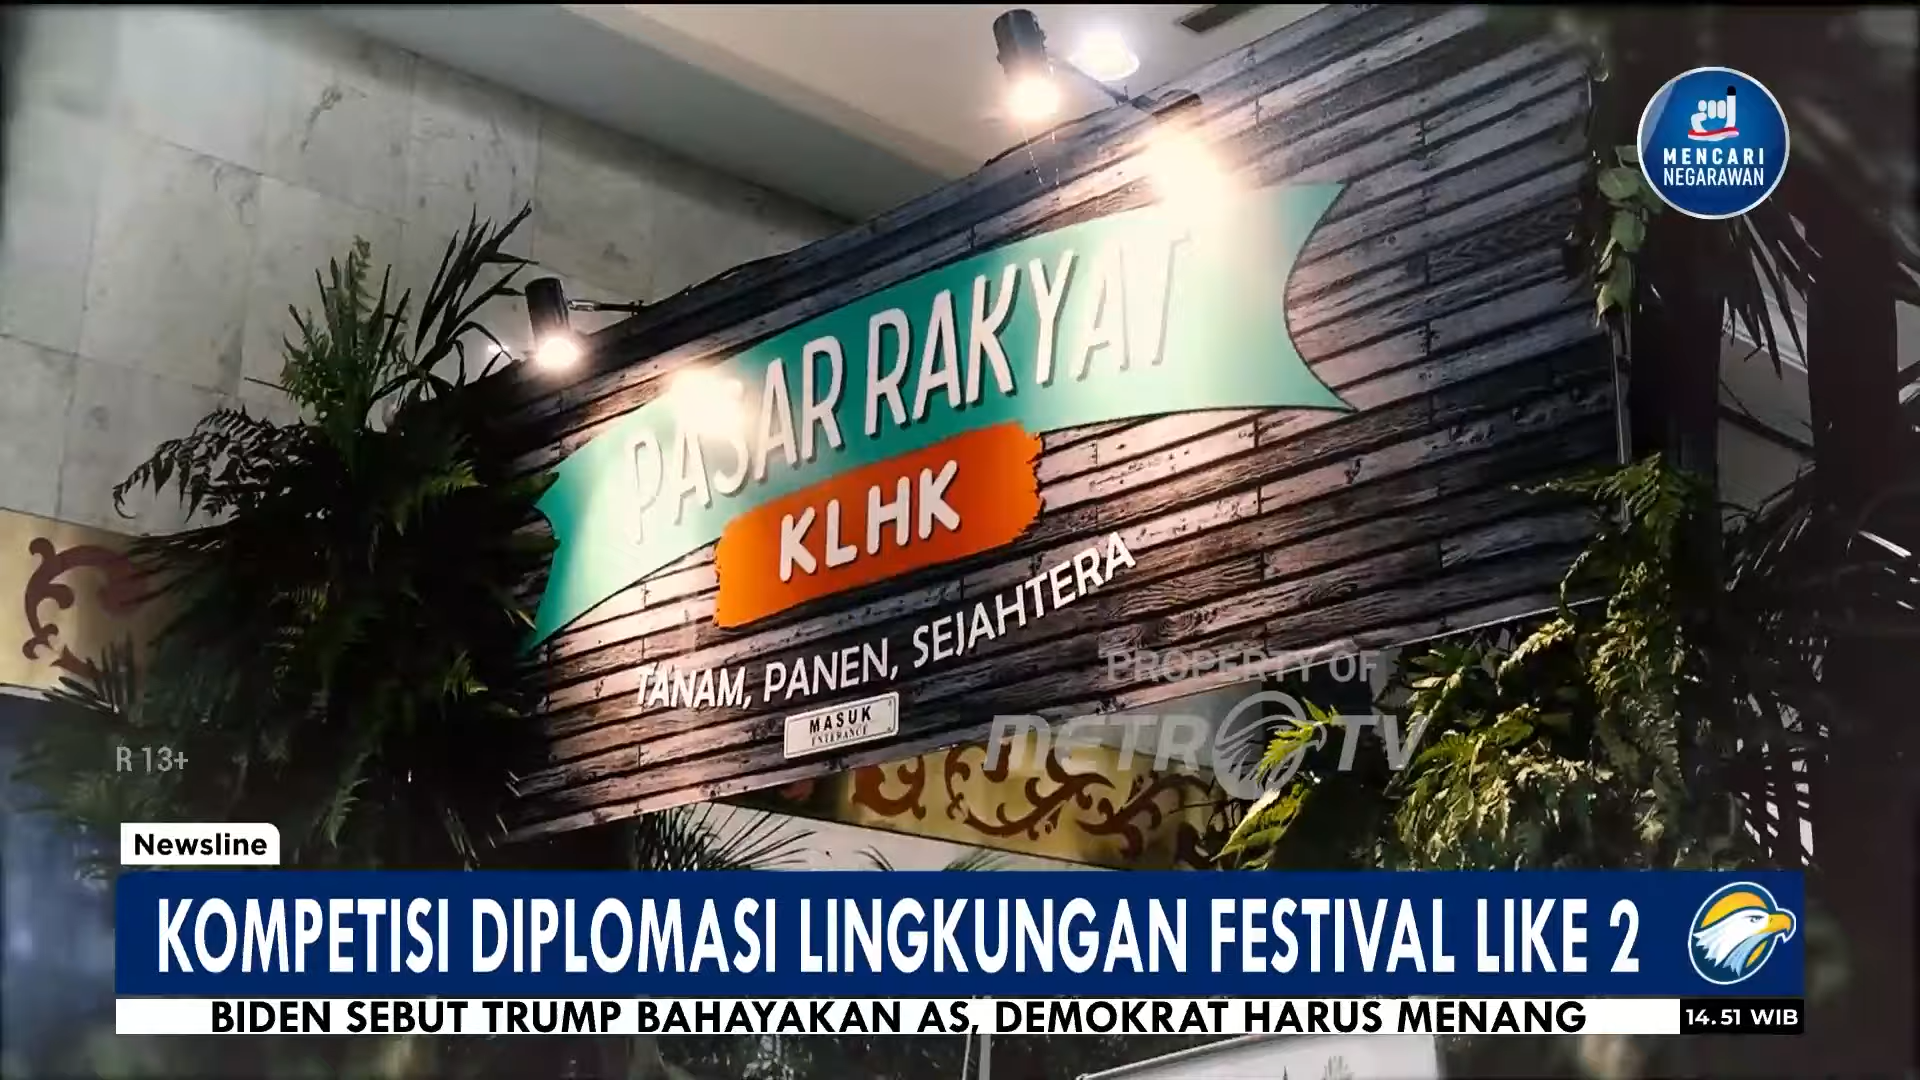 MENCARI
NEGARAWAN
PASAR RAKYAT
KLHK
TANAM, PANEN, SEJAHTERA
MASUK
ENTERANCE
PROPERTY OF
METRO TV
R 13+
Newsline
KOMPETISI DIPLOMASI LINGKUNGAN FESTIVAL LIKE 2
BIDEN SEBUT TRUMP BAHAYAKAN AS, DEMOKRAT HARUS MENANG
14.51 WIB